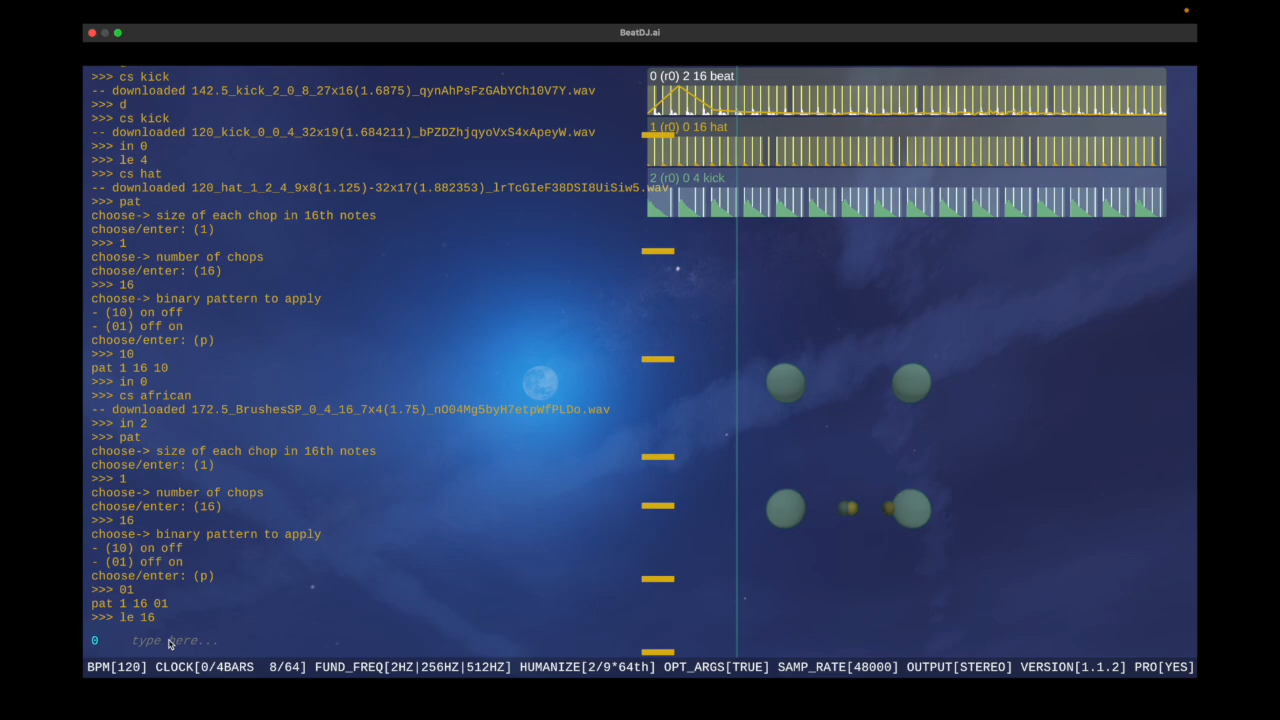 BeatDJ.ai
>>> cs kick
-- downloaded 142.5_kick_2_0_8_27x16(1.6875)_qynAhPsFzGAbYCh10V7Y.wav
>>> d
>>> cs kick
-- downloaded 120_kick_0_0_4_32x19(1.684211)_bPZDZhjqyoVxS4xApeyW.wav
>>> in 0
>>> le 4
>>> cs hat
-- downloaded 120_hat_1_2_4_9x8(1.125)-32x17(1.882353)_lrTcGIeF38DSI8UiSiw5.wav
>>> pat
choose-> size of each chop in 16th notes
choose/enter: (1)
>>> 1
choose-> number of chops
choose/enter: (16)
>>> 16
choose-> binary pattern to apply
- (10) on off
- (01) off on
choose/enter: (p)
>>> 10
pat 1 16 10
>>> in 0
>>> cs african
-- downloaded 172.5_BrushesSP_0_4_16_7x4(1.75)_nO04Mg5byH7etpWfPLDo.wav
>>> in 2
>>> pat
choose-> size of each chop in 16th notes
choose/enter: (1)
>>> 1
choose-> number of chops
choose/enter: (16)
>>> 16
choose-> binary pattern to apply
- (10) on off
- (01) off on
choose/enter: (p)
>>> 01
pat 1 16 01
>>> le 16
0 type here...
0 (r0) 2 16 beat
1 (r0) 0 16 hat
2 (r0) 0 4 kick
BPM[120] CLOCK[0/4BARS 8/64] FUND_FREQ[2HZ|256HZ|512HZ] HUMANIZE[2/9*64th] OPT_ARGS[TRUE] SAMP_RATE[48000] OUTPUT[STEREO] VERSION[1.1.2] PRO[YES]